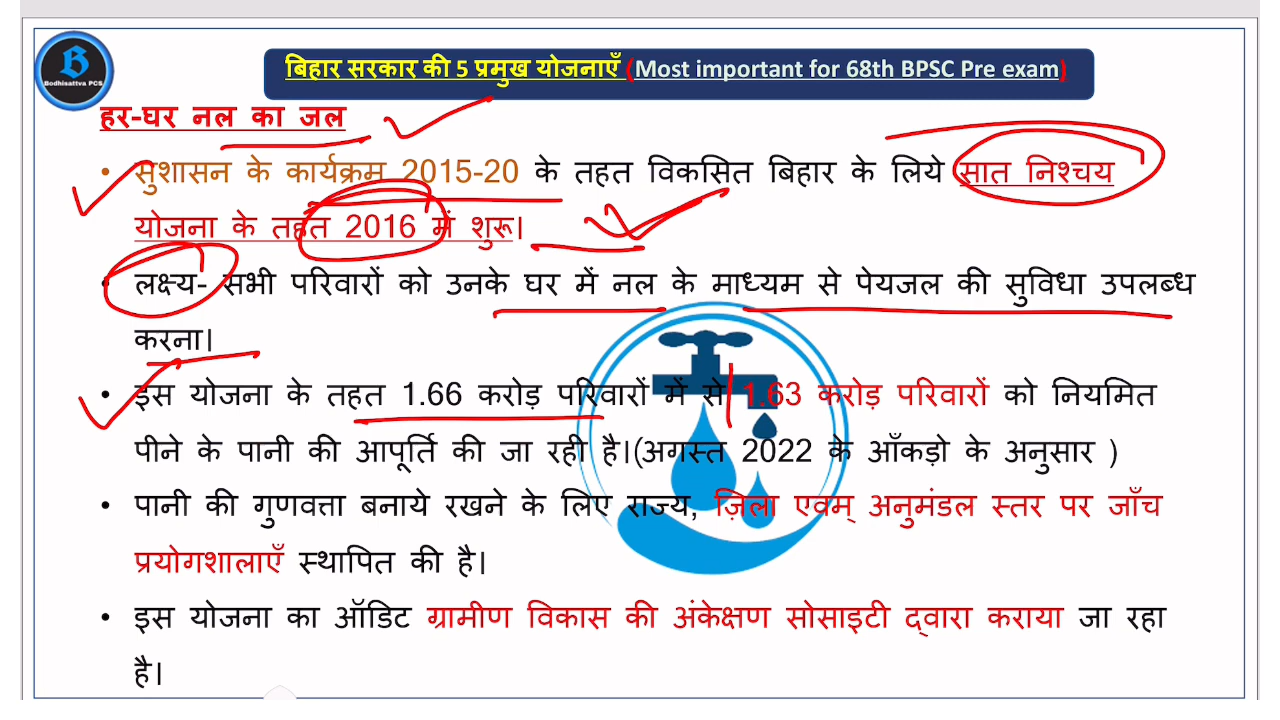 B
Bodhisattva PCS
बिहार सरकार की 5 प्रमुख योजनाएँ (Most important for 68th BPSC Pre exam)
हर-घर नल का जल
• सुशासन के कार्यक्रम 2015-20 के तहत विकसित बिहार के लिये सात निश्चय
योजना के तहत 2016 में शुरू।
• लक्ष्य- सभी परिवारों को उनके घर में नल के माध्यम से पेयजल की सुविधा उपलब्ध
करना।
• इस योजना के तहत 1.66 करोड़ परिवारों में से 1.63 करोड़ परिवारों को नियमित
पीने के पानी की आपूर्ति की जा रही है।(अगस्त 2022 के आँकड़ो के अनुसार )
• पानी की गुणवत्ता बनाये रखने के लिए राज्य, ज़िला एवम् अनुमंडल स्तर पर जाँच
प्रयोगशालाएँ स्थापित की है।
• इस योजना का ऑडिट ग्रामीण विकास की अंकेक्षण सोसाइटी द्वारा कराया जा रहा
है।